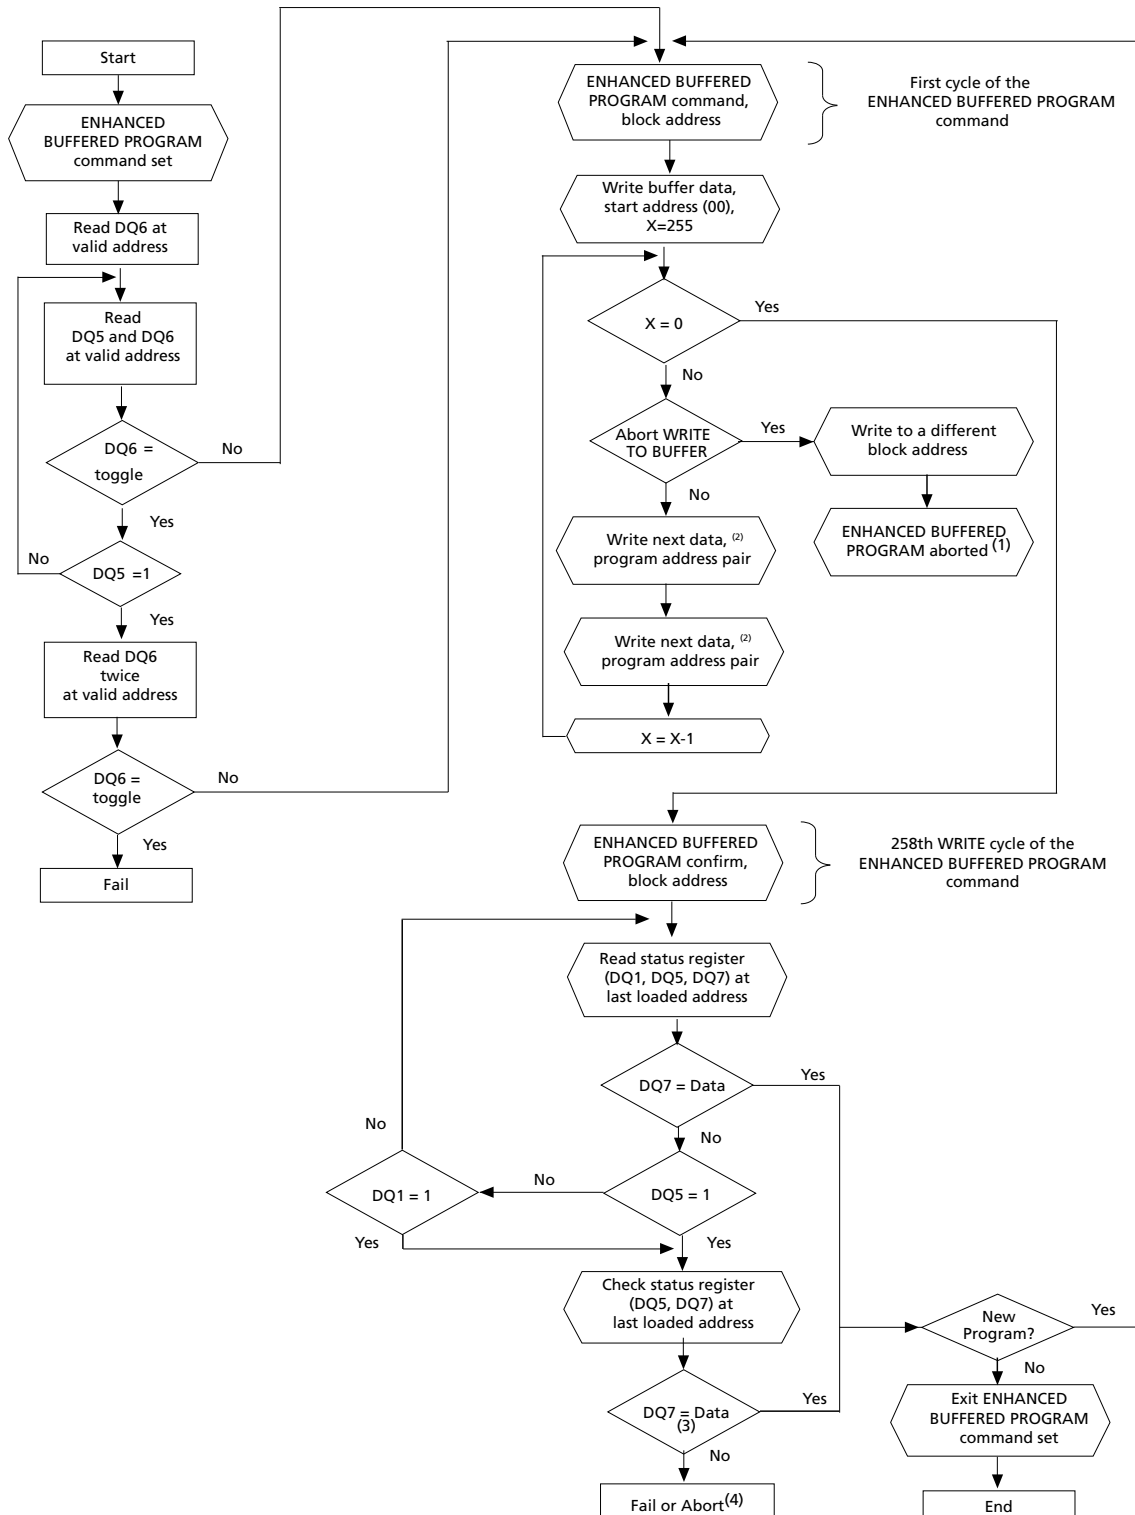 Start
ENHANCED
BUFFERED PROGRAM
command set
Read DQ6 at
valid address
Read
DQ5 and DQ6
at valid address
DQ6 =
toggle
No
Yes
No
DQ5 =1
Yes
Read DQ6
twice
at valid address
DQ6 =
toggle
No
Yes
Fail
ENHANCED BUFFERED
PROGRAM command,
block address
First cycle of the
ENHANCED BUFFERED PROGRAM
command
Write buffer data,
start address (00),
X=255
X = 0
Yes
No
Abort WRITE
TO BUFFER
Yes
Write to a different
block address
No
ENHANCED BUFFERED
PROGRAM aborted (1)
Write next data, (2)
program address pair
Write next data, (2)
program address pair
X = X-1
ENHANCED BUFFERED
PROGRAM confirm,
block address
258th WRITE cycle of the
ENHANCED BUFFERED PROGRAM
command
Read status register
(DQ1, DQ5, DQ7) at
last loaded address
DQ7 = Data
Yes
No
No
DQ1 = 1
No
DQ5 = 1
Yes
Yes
Check status register
(DQ5, DQ7) at
last loaded address
New
Program?
Yes
No
DQ7 = Data
(3)
Yes
No
Exit ENHANCED
BUFFERED PROGRAM
command set
Fail or Abort(4)
End